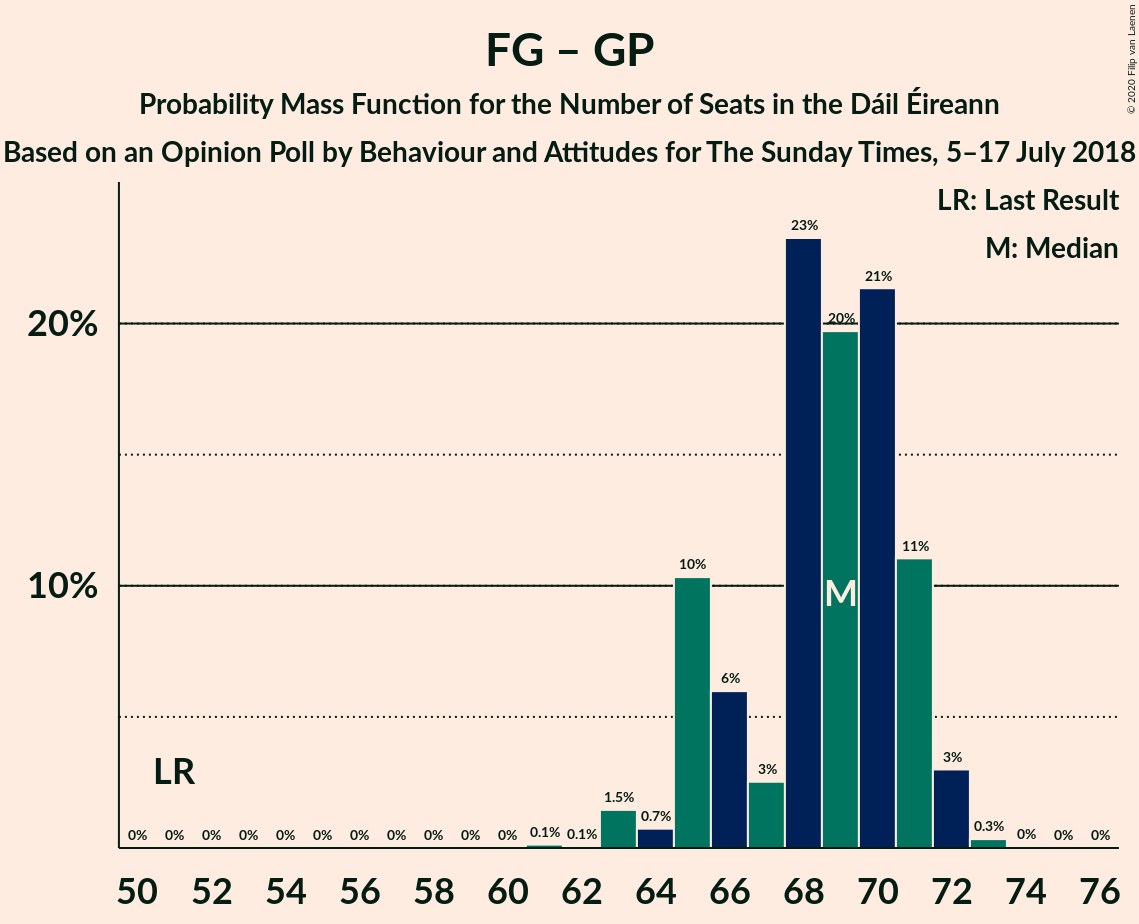 FG – GP
Probability Mass Function for the Number of Seats in the Dáil Éireann
Based on an Opinion Poll by Behaviour and Attitudes for The Sunday Times, 5–17 July 2018
© 2020 Filip van Laenen
LR: Last Result
M: Median
23%
21%
20%
20%
11%
10%
10%
M
6%
LR
3%
3%
1.5%
0.7%
0% 0% 0% 0% 0% 0% 0% 0% 0% 0% 0% 0.1% 0.1% 0.3% 0% 0% 0%
50 52 54 56 58 60 62 64 66 68 70 72 74 76